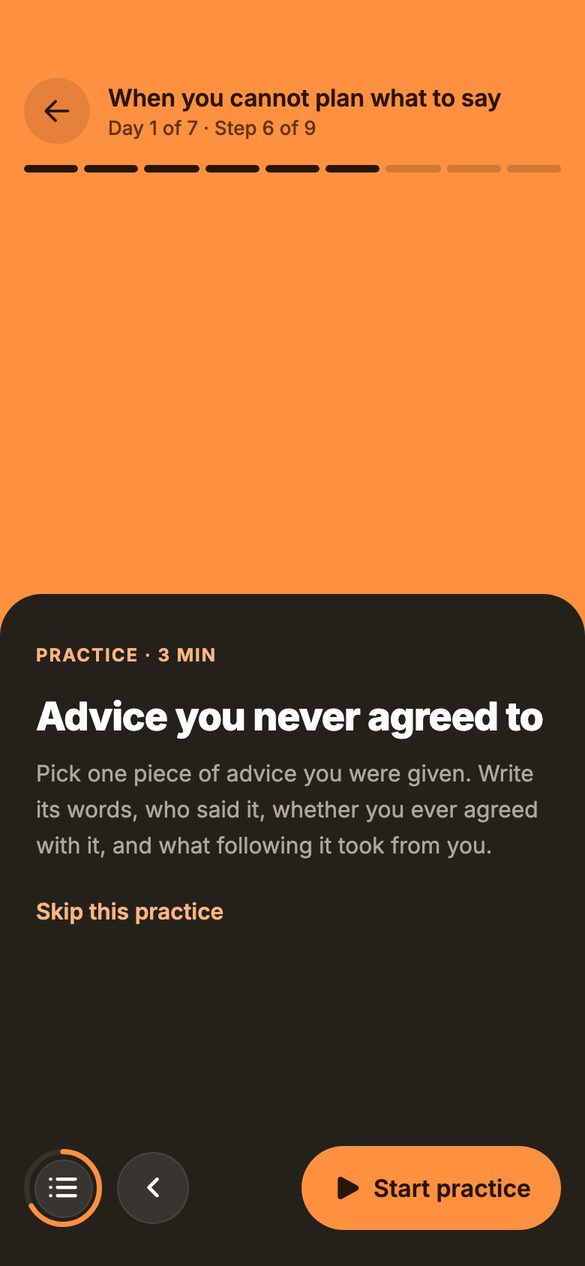 When you cannot plan what to say
Day 1 of 7 · Step 6 of 9
PRACTICE · 3 MIN
Advice you never agreed to
Pick one piece of advice you were given. Write
its words, who said it, whether you ever agreed
with it, and what following it took from you.
Skip this practice
Start practice